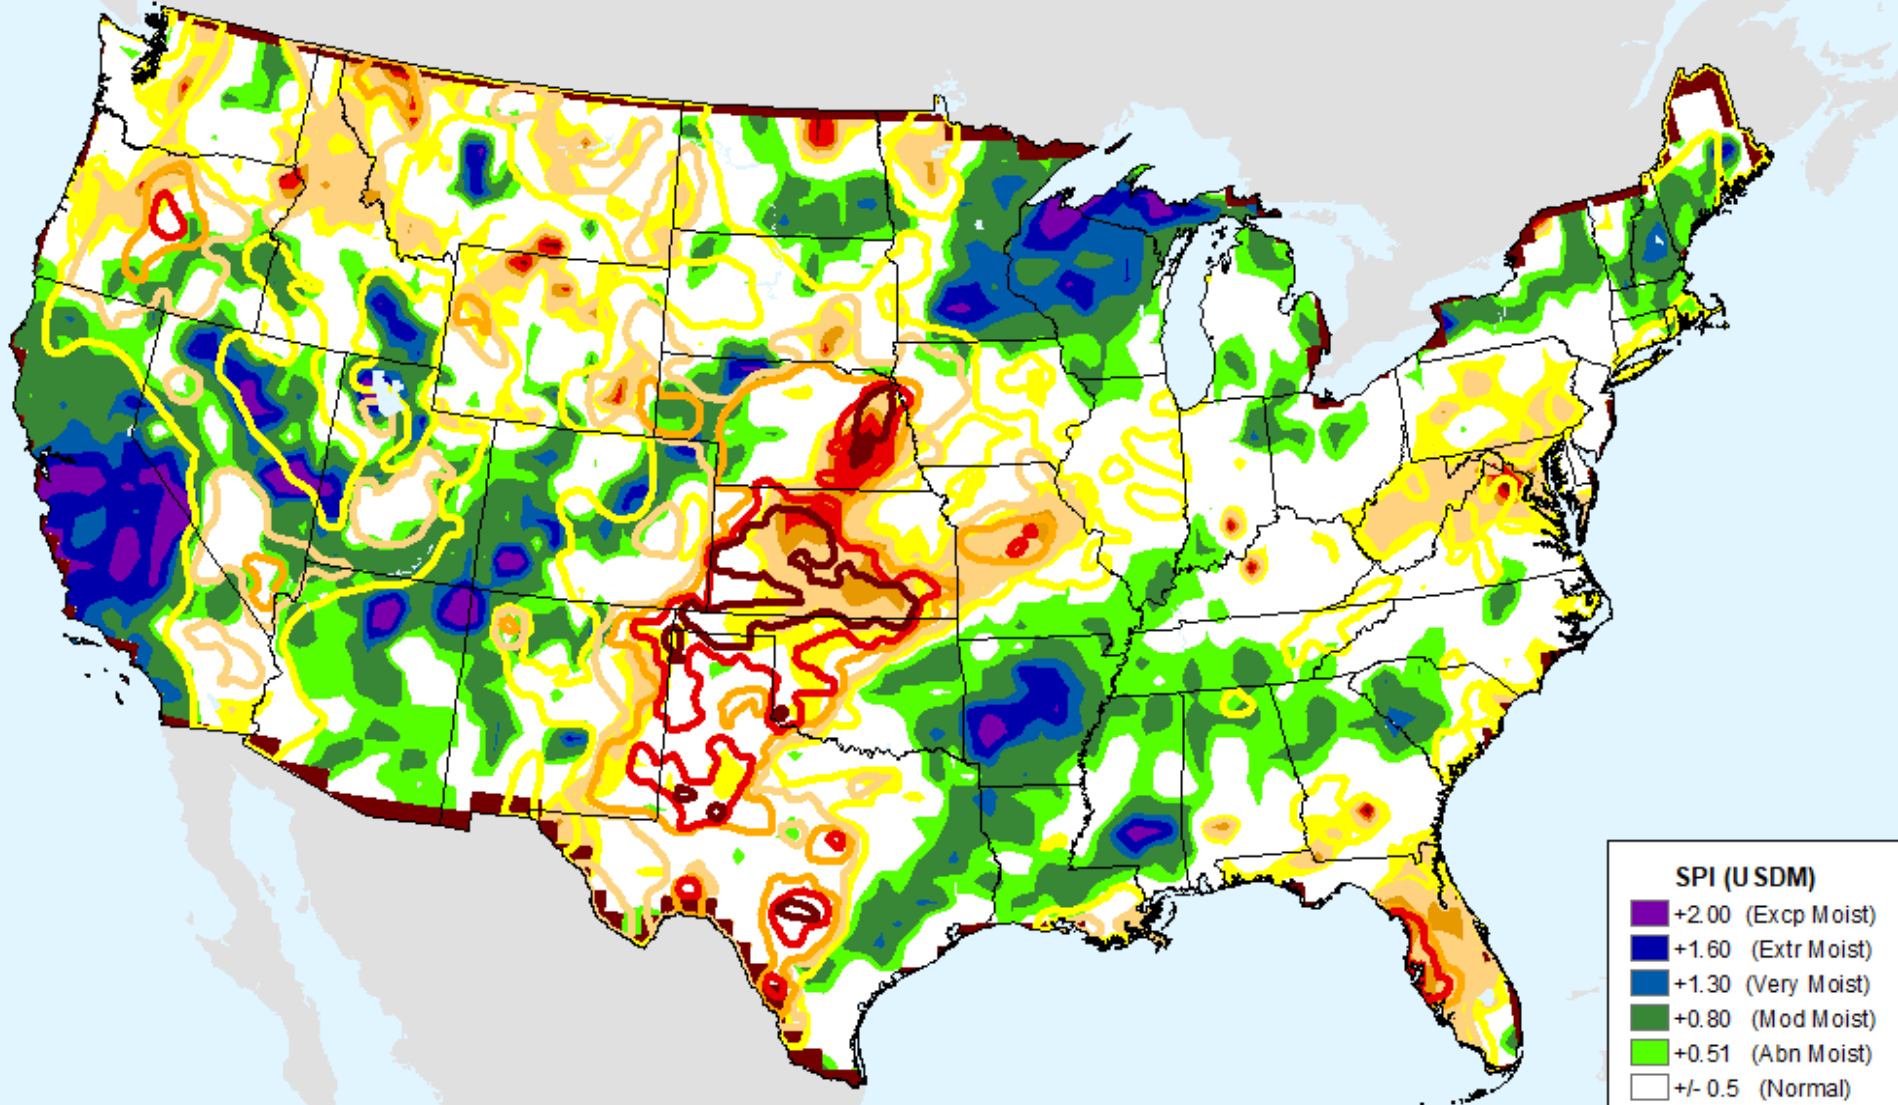 SPI (USDM)
+2.00 (Excp Moist)
+1.60 (Extr Moist)
+1.30 (Very Moist)
+0.80 (Mod Moist)
+0.51 (Abn Moist)
+/- 0.5 (Normal)